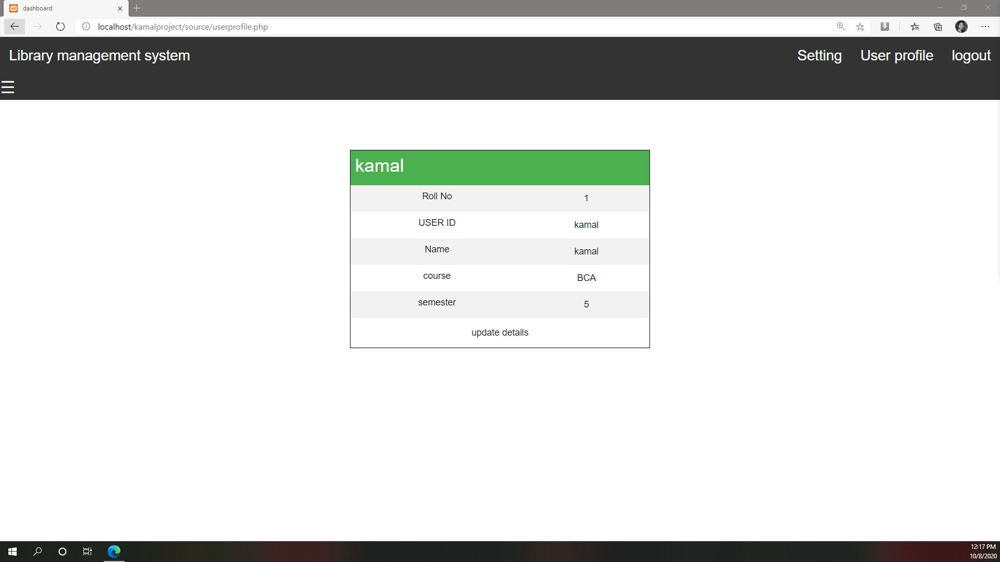 dashboard
localhost/kamalproject/source/userprofile.php
Library management system Setting User profile logout
kamal
Roll No 1
USER ID kamal
Name kamal
course BCA
semester 5
update details
12:17 PM
10/8/2020